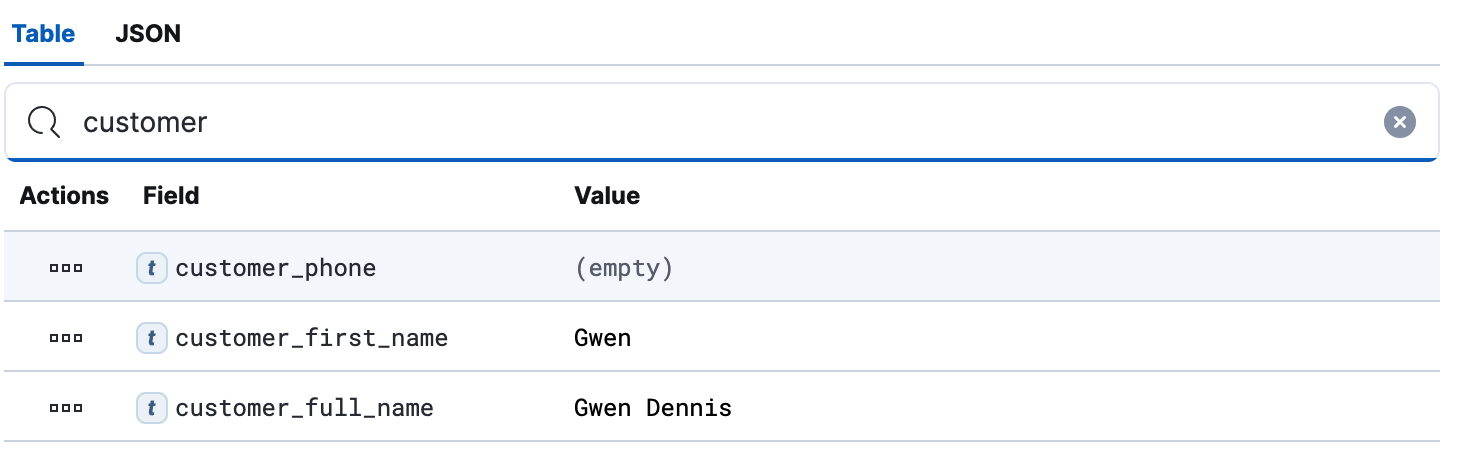 Table JSON
customer
Actions Field Value
t customer_phone (empty)
t customer_first_name Gwen
t customer_full_name Gwen Dennis